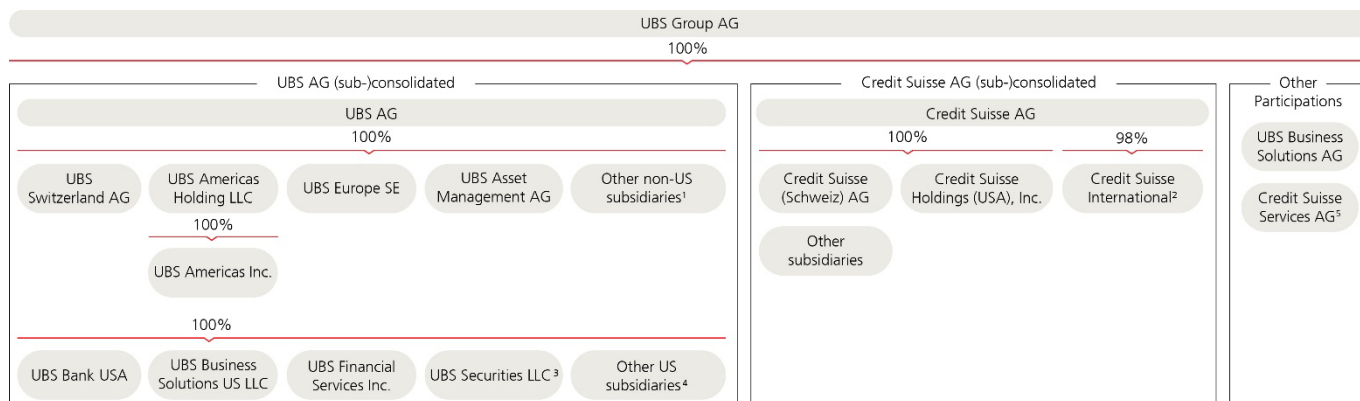 UBS Group AG
100%
UBS AG (sub-)consolidated
UBS AG
100%
UBS
Switzerland AG
UBS Americas
Holding LLC
UBS Europe SE
UBS Asset
Management AG
Other non-US
subsidiaries¹
100%
UBS Americas Inc.
100%
UBS Bank USA
UBS Business
Solutions US LLC
UBS Financial
Services Inc.
UBS Securities LLC³
Other US
subsidiaries⁴
Credit Suisse AG (sub-)consolidated
Credit Suisse AG
100%
98%
Credit Suisse
(Schweiz) AG
Credit Suisse
Holdings (USA), Inc.
Credit Suisse
International²
Other
subsidiaries
Other
Participations
UBS Business
Solutions AG
Credit Suisse
Services AG⁵